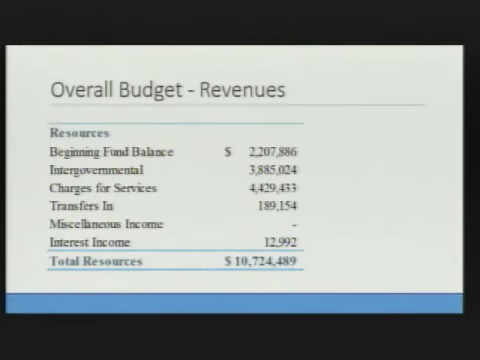 Overall Budget - Revenues
Resources
Beginning Fund Balance $ 2,207,886
Intergovernmental 3,885,024
Charges for Services 4,429,433
Transfers In 189,154
Miscellaneous Income -
Interest Income 12,992
Total Resources $ 10,724,489